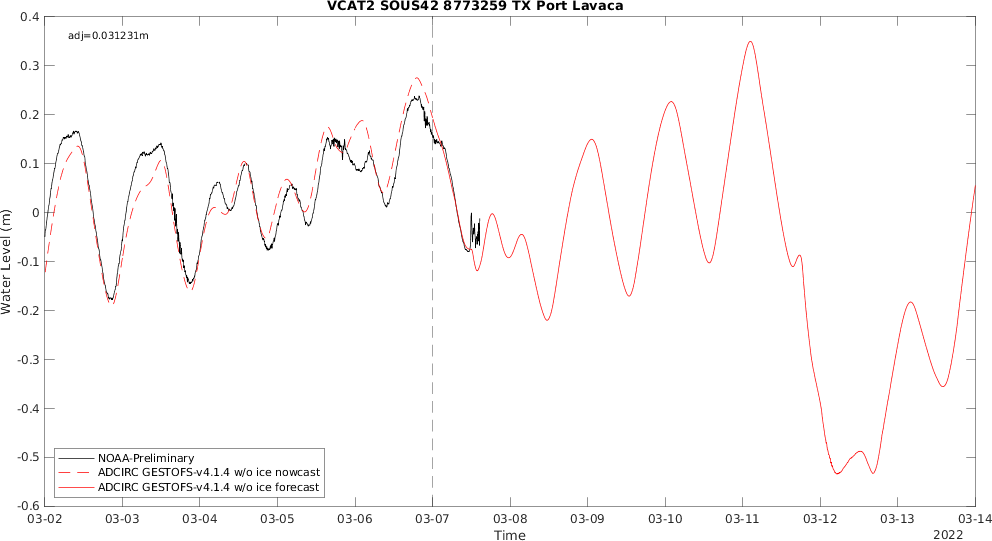 VCAT2 SOUS42 8773259 TX Port Lavaca
adj=0.031231m
0.4
0.3
0.2
0.1
0
-0.1
-0.2
-0.3
-0.4
-0.5
-0.6
Water Level (m)
NOAA-Preliminary
ADCIRC GESTOFS-v4.1.4 w/o ice nowcast
ADCIRC GESTOFS-v4.1.4 w/o ice forecast
03-02 03-03 03-04 03-05 03-06 03-07 03-08 03-09 03-10 03-11 03-12 03-13 03-14
Time
2022